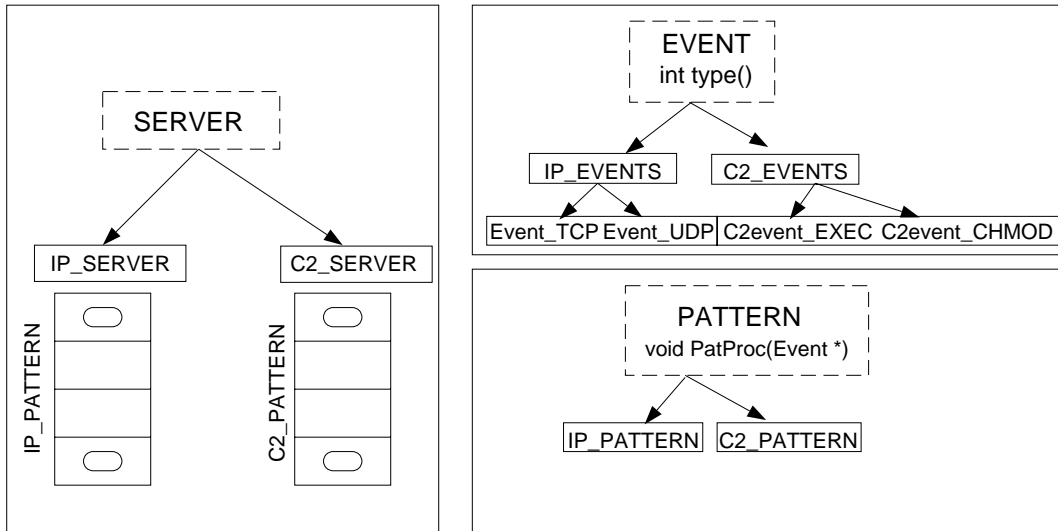 SERVER
IP_SERVER
C2_SERVER
IP_PATTERN
C2_PATTERN
EVENT
int type()
IP_EVENTS
C2_EVENTS
Event_TCP Event_UDP
C2event_EXEC C2event_CHMOD
PATTERN
void PatProc(Event *)
IP_PATTERN
C2_PATTERN